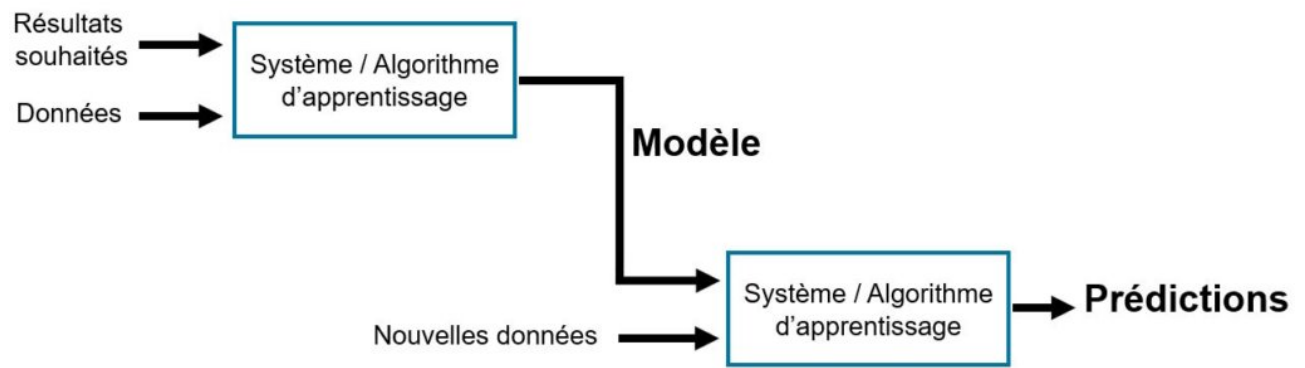 Résultats
souhaités
Système / Algorithme
d'apprentissage
Données
Modèle
Système / Algorithme
d'apprentissage
Prédictions
Nouvelles données